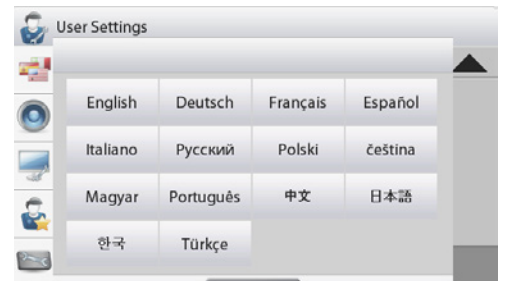 User Settings
English Deutsch Français Español
Italiano Русский Polski čeština
Magyar Português 中文 日本語
한국 Türkçe